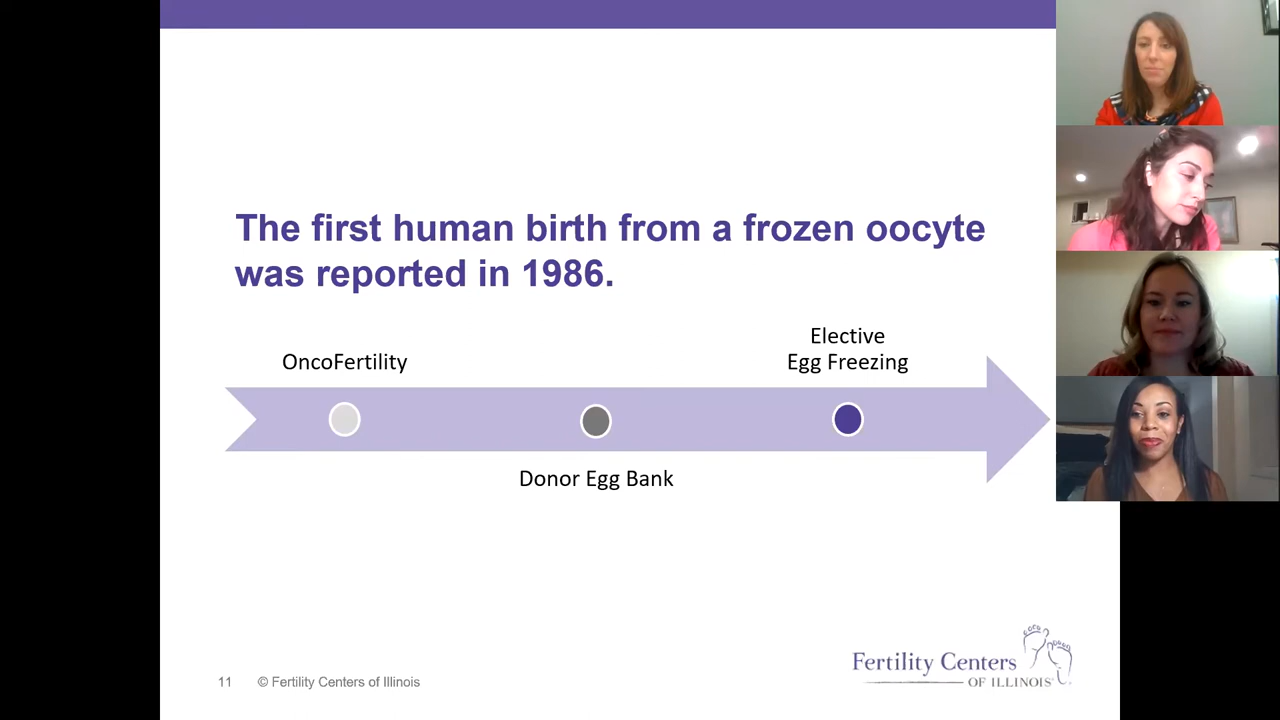 The first human birth from a frozen oocyte
was reported in 1986.
OncoFertility
Elective
Egg Freezing
Donor Egg Bank
11 © Fertility Centers of Illinois
Fertility Centers
OF ILLINOIS